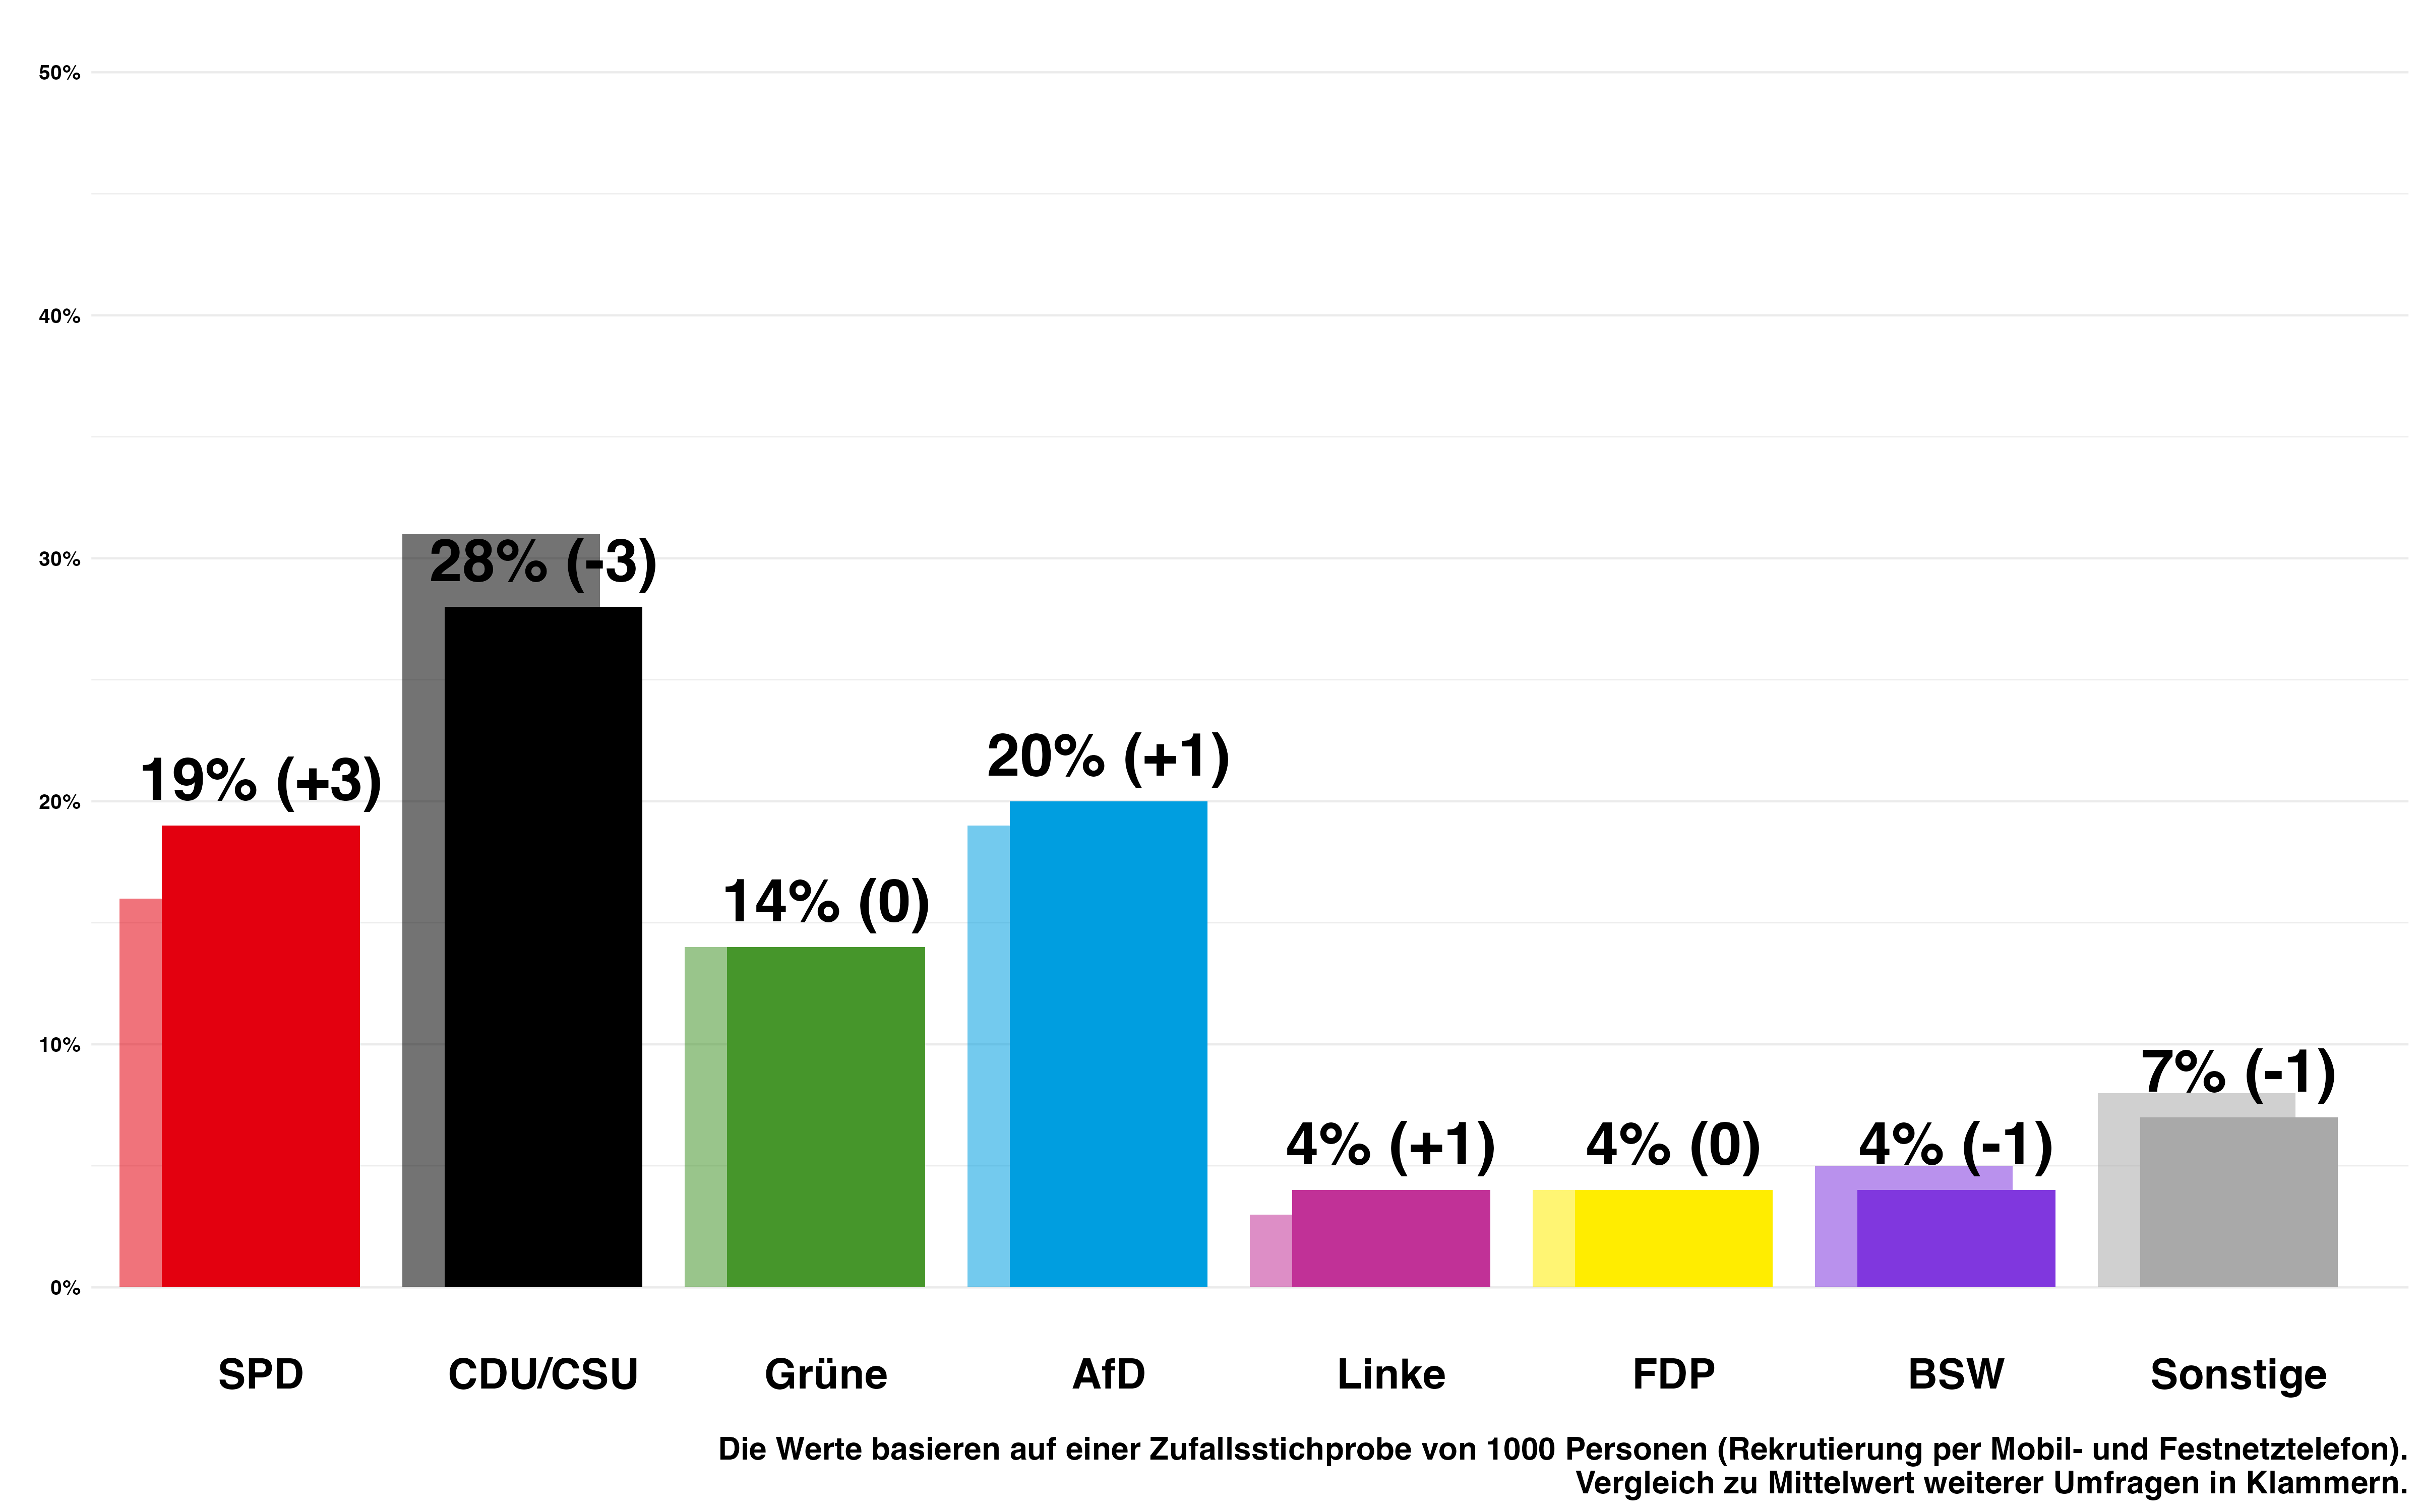 50%
40%
30%
20%
10%
0%
19% (+3)
28% (-3)
14% (0)
20% (+1)
4% (+1)
4% (0)
4% (-1)
7% (-1)
SPD
CDU/CSU
Grüne
AfD
Linke
FDP
BSW
Sonstige
Die Werte basieren auf einer Zufallsstichprobe von 1000 Personen (Rekrutierung per Mobil- und Festnetztelefon).
Vergleich zu Mittelwert weiterer Umfragen in Klammern.